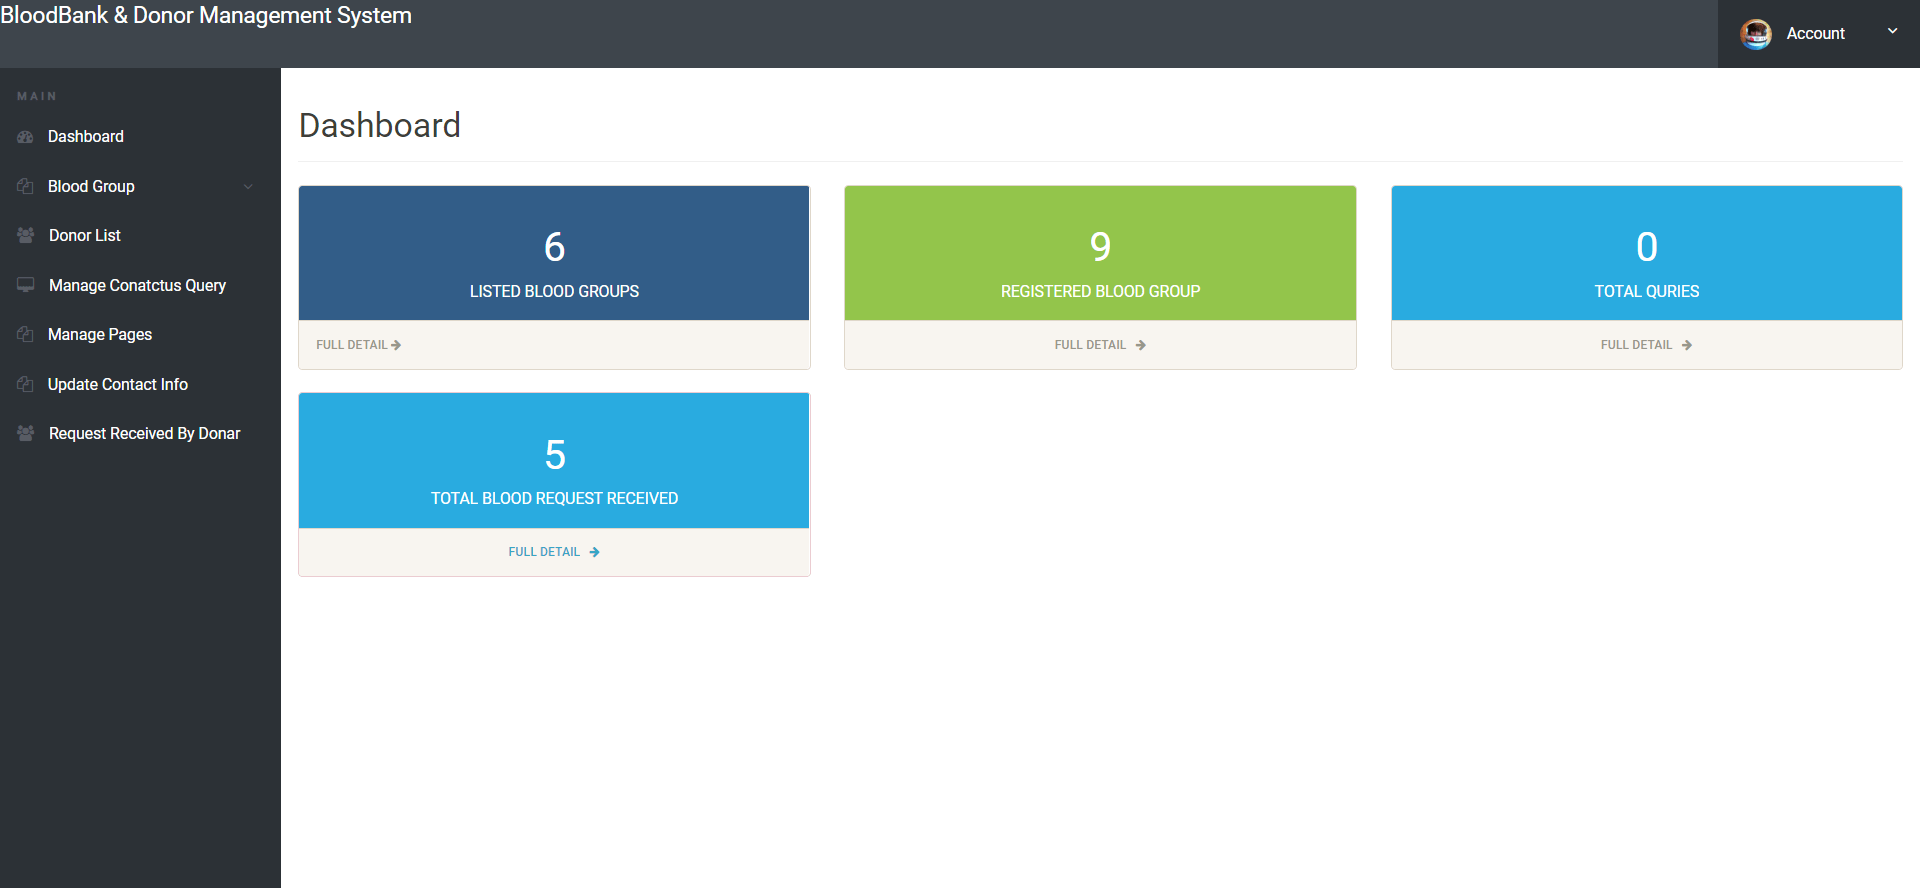 BloodBank & Donor Management System
Account
MAIN
Dashboard
Blood Group
Donor List
Manage Conatctus Query
Manage Pages
Update Contact Info
Request Received By Donar
Dashboard
6
LISTED BLOOD GROUPS
FULL DETAIL
9
REGISTERED BLOOD GROUP
FULL DETAIL
0
TOTAL QURIES
FULL DETAIL
5
TOTAL BLOOD REQUEST RECEIVED
FULL DETAIL